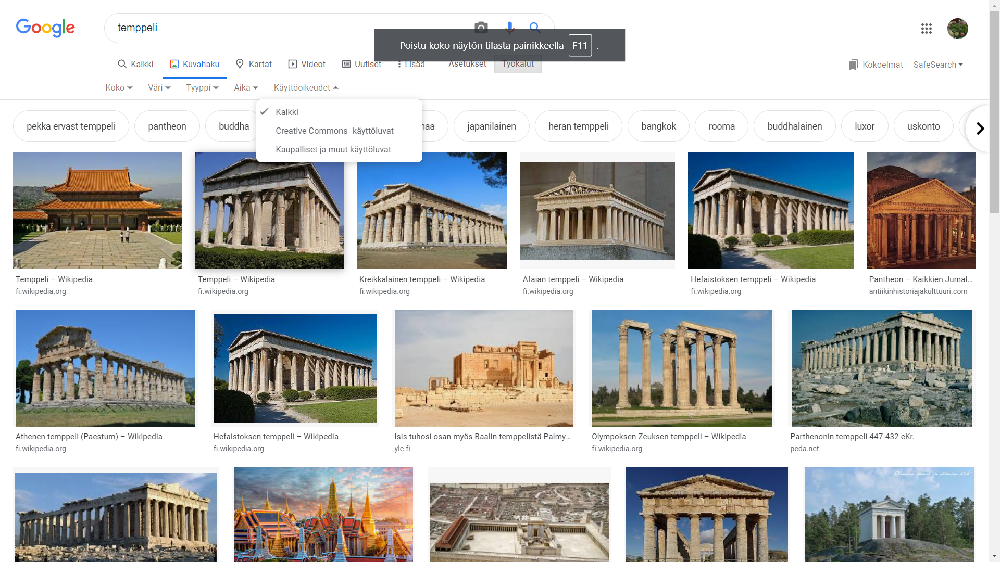 Google
temppeli
Poistu koko näytön tilasta painikkeella F11 .
Kaikki
Kuvahaku
Kartat
Videot
Uutiset
Lisää
Asetukset
Työkalut
Kokoelmat
SafeSearch
Koko
Väri
Tyyppi
Aika
Käyttöoikeudet
Kaikki
Creative Commons -käyttöluvat
Kaupalliset ja muut käyttöluvat
pekka ervast temppeli
pantheon
buddha
maa
japanilainen
heran temppeli
bangkok
rooma
buddhalainen
luxor
uskonto
Temppeli – Wikipedia
fi.wikipedia.org
Temppeli – Wikipedia
fi.wikipedia.org
Kreikkalainen temppeli – Wikipedia
fi.wikipedia.org
Afaian temppeli – Wikipedia
fi.wikipedia.org
Hefaistoksen temppeli – Wikipedia
fi.wikipedia.org
Pantheon – Kaikkien Jumal...
antiikinhistoriajakulttuuri.com
Athenen temppeli (Paestum) – Wikipedia
fi.wikipedia.org
Hefaistoksen temppeli – Wikipedia
fi.wikipedia.org
Isis tuhosi osan myös Baalin temppelistä Palmy...
yle.fi
Olympoksen Zeuksen temppeli – Wikipedia
fi.wikipedia.org
Parthenonin temppeli 447-432 eKr.
peda.net